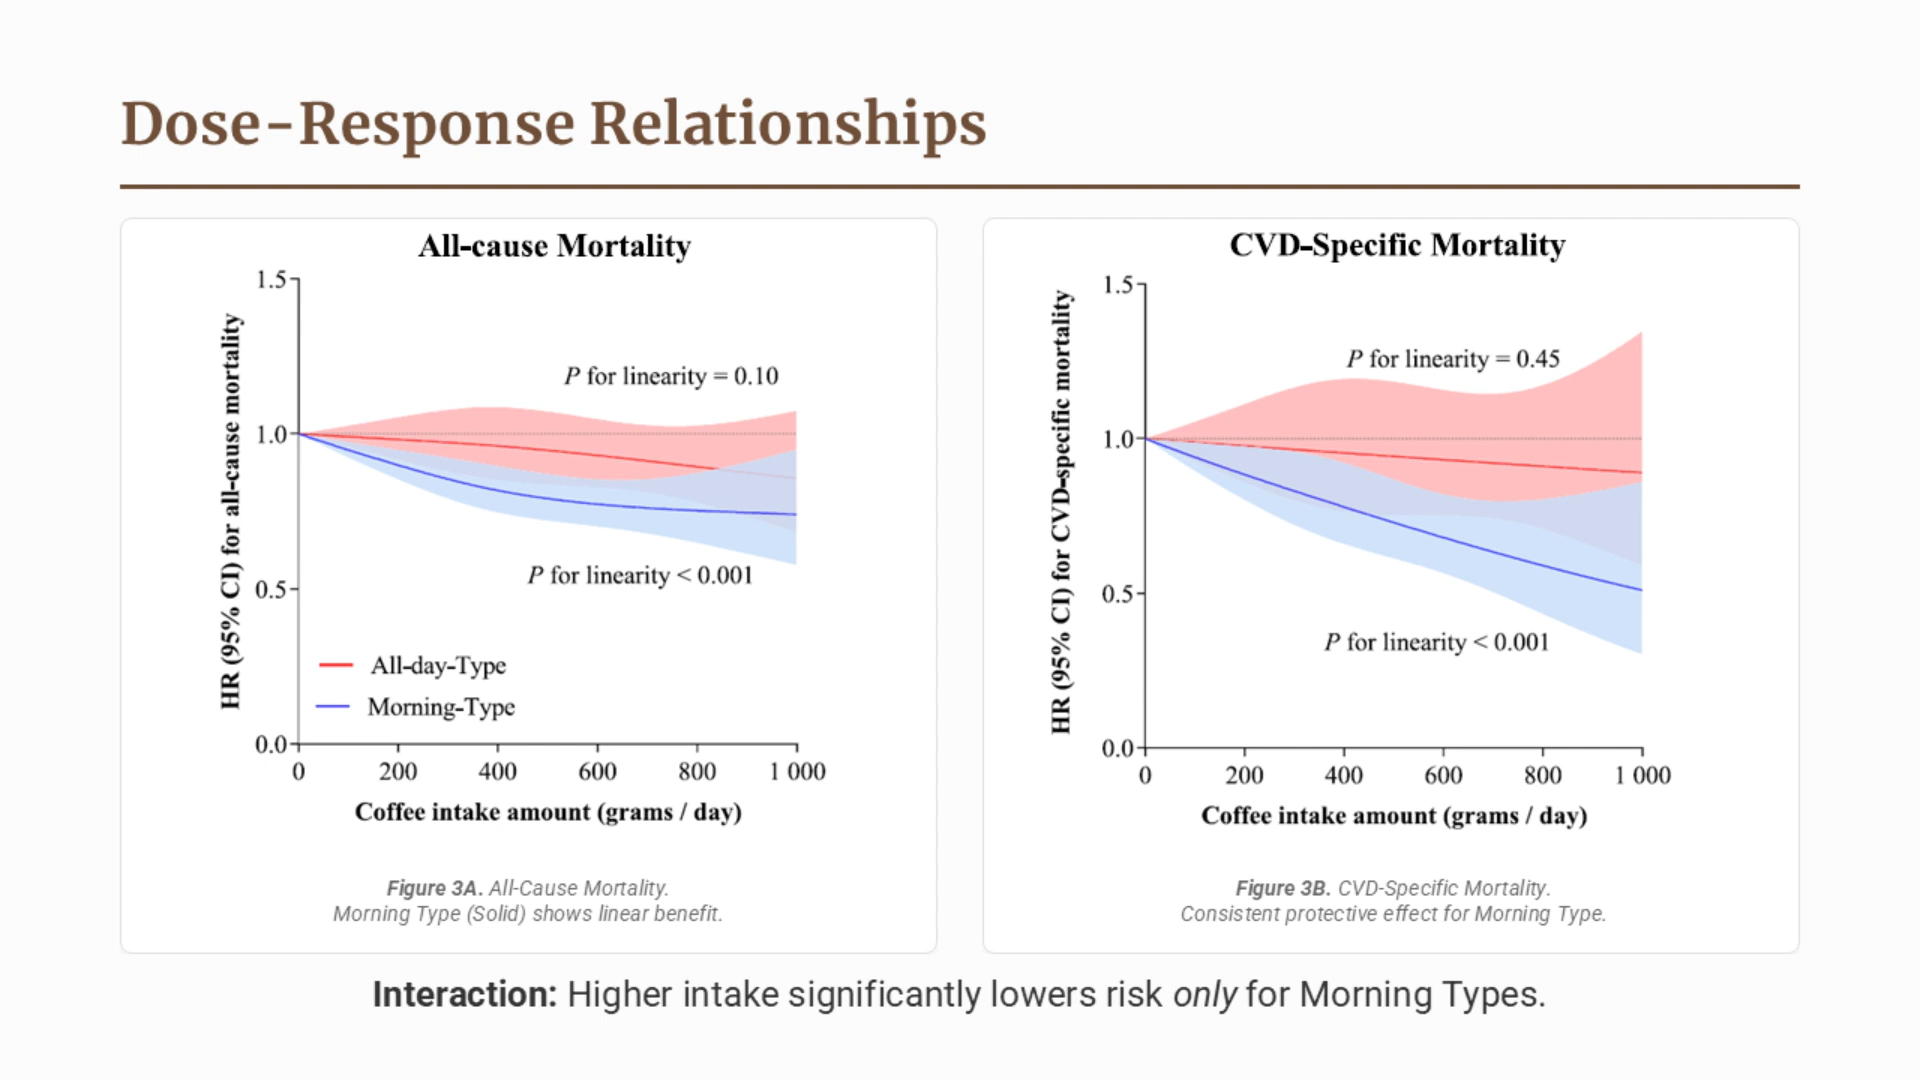 Dose-Response Relationships
All-cause Mortality
HR (95% CI) for all-cause mortality
1.5
1.0
0.5
0.0
P for linearity = 0.10
P for linearity < 0.001
All-day-Type
Morning-Type
0 200 400 600 800 1 000
Coffee intake amount (grams / day)
Figure 3A. All-Cause Mortality.
Morning Type (Solid) shows linear benefit.
CVD-Specific Mortality
HR (95% CI) for CVD-specific mortality
1.5
1.0
0.5
0.0
P for linearity = 0.45
P for linearity < 0.001
0 200 400 600 800 1 000
Coffee intake amount (grams / day)
Figure 3B. CVD-Specific Mortality.
Consistent protective effect for Morning Type.
Interaction: Higher intake significantly lowers risk only for Morning Types.